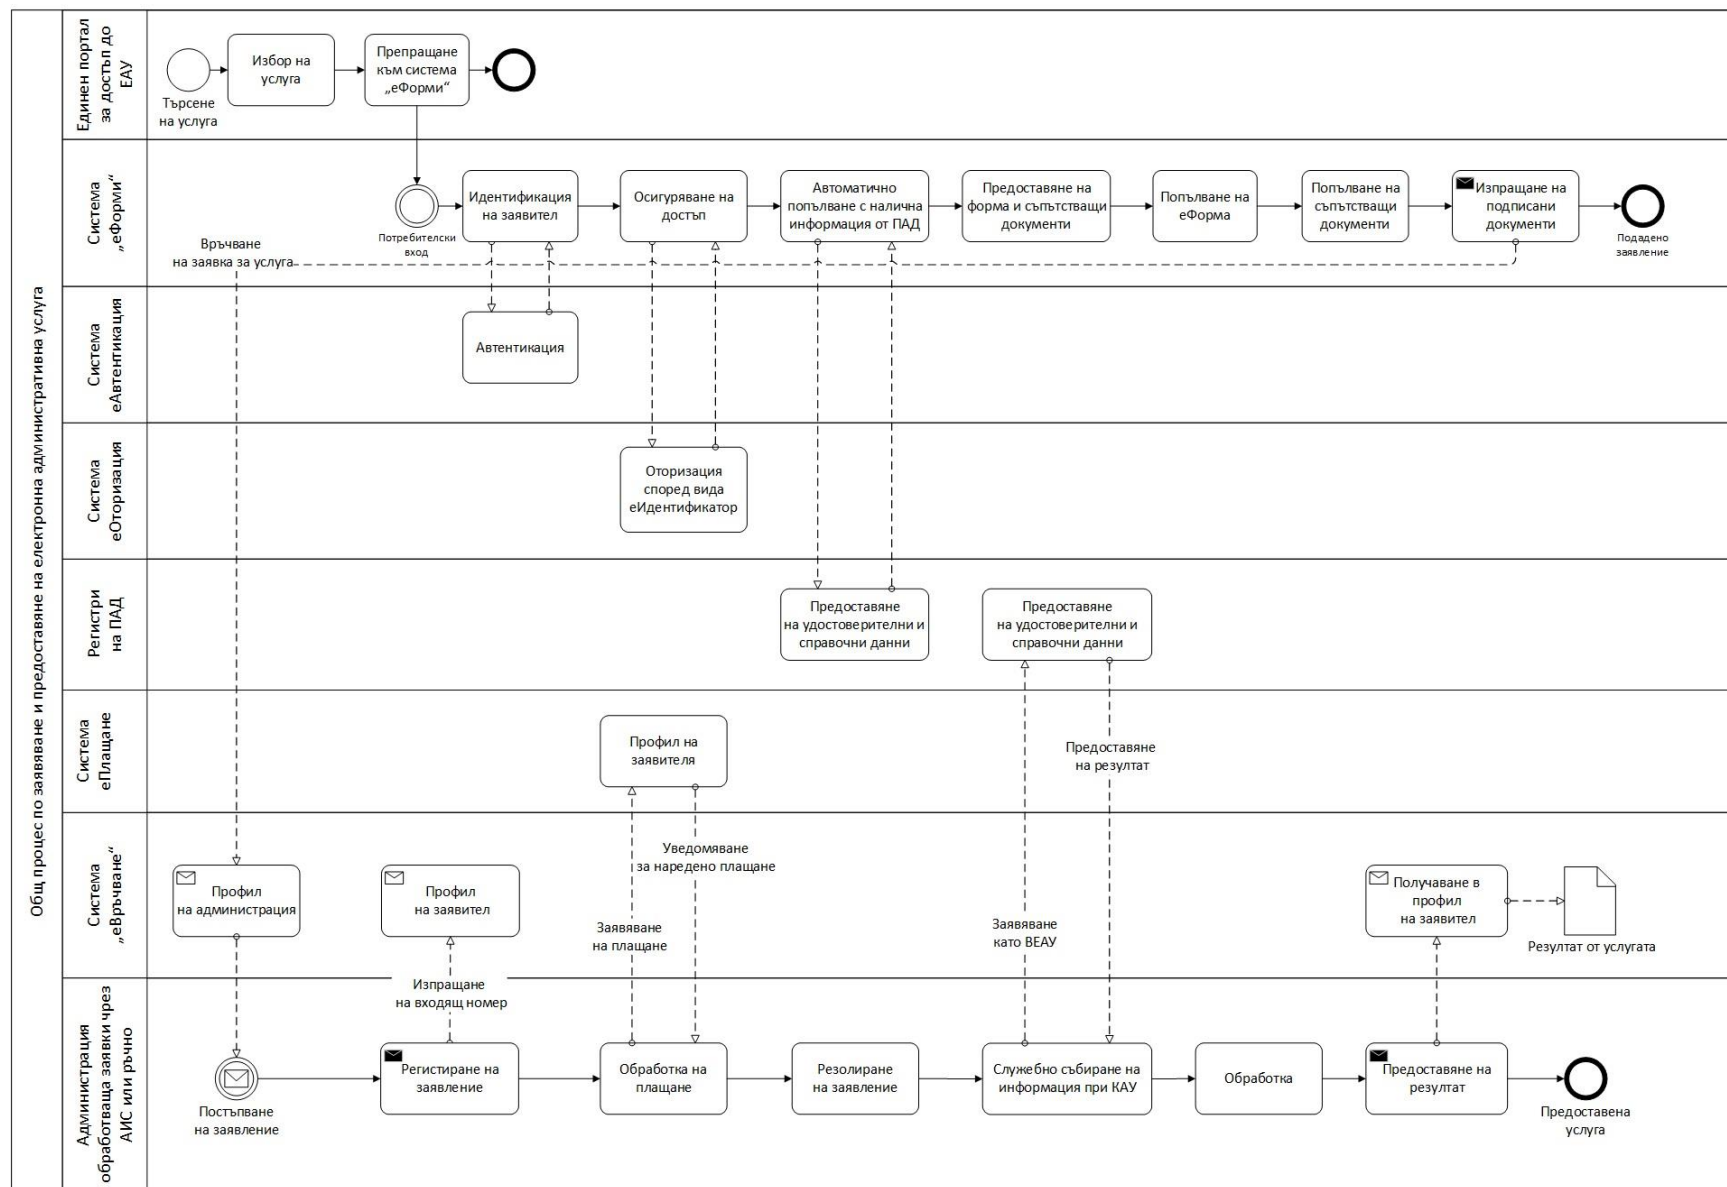 Общ процес по заявяване и предоставяне на електронна административна услуга
Единен портал
за достъп до
ЕАУ
Търсене
на услуга
Избор на
услуга
Препращане
към система
„еФорми“
Система
„еФорми“
Потребителски
вход
Идентификация
на заявител
Осигуряване на
достъп
Автоматично
попълване с налична
информация от ПАД
Предоставяне на
форма и съпътстващи
документи
Попълване на
еФорма
Попълване на
съпътстващи
документи
Изпращане на
подписани
документи
Подадено
заявление
Връчване
на заявка за услуга
Система
еАвтентикация
Автентикация
Система
еОторизация
Оторизация
според вида
еИдентификатор
Регистри
на ПАД
Предоставяне
на удостоверителни и
справочни данни
Предоставяне
на удостоверителни и
справочни данни
Система
еПлащане
Профил на
заявителя
Предоставяне
на резултат
Система
„еВръчване“
Профил
на администрация
Профил
на заявител
Уведомяване
за наредено плащане
Заявяване
на плащане
Заявяване
като ВЕАУ
Получаване в
профил
на заявител
Резултат от услугата
Администрация
обработваща заявки чрез
АИС или ръчно
Изпращане
на входящ номер
Постъпване
на заявление
Регистриране на
заявление
Обработка на
плащане
Резолиране
на заявление
Служебно събиране на
информация при КАУ
Обработка
Предоставяне на
резултат
Предоставена
услуга